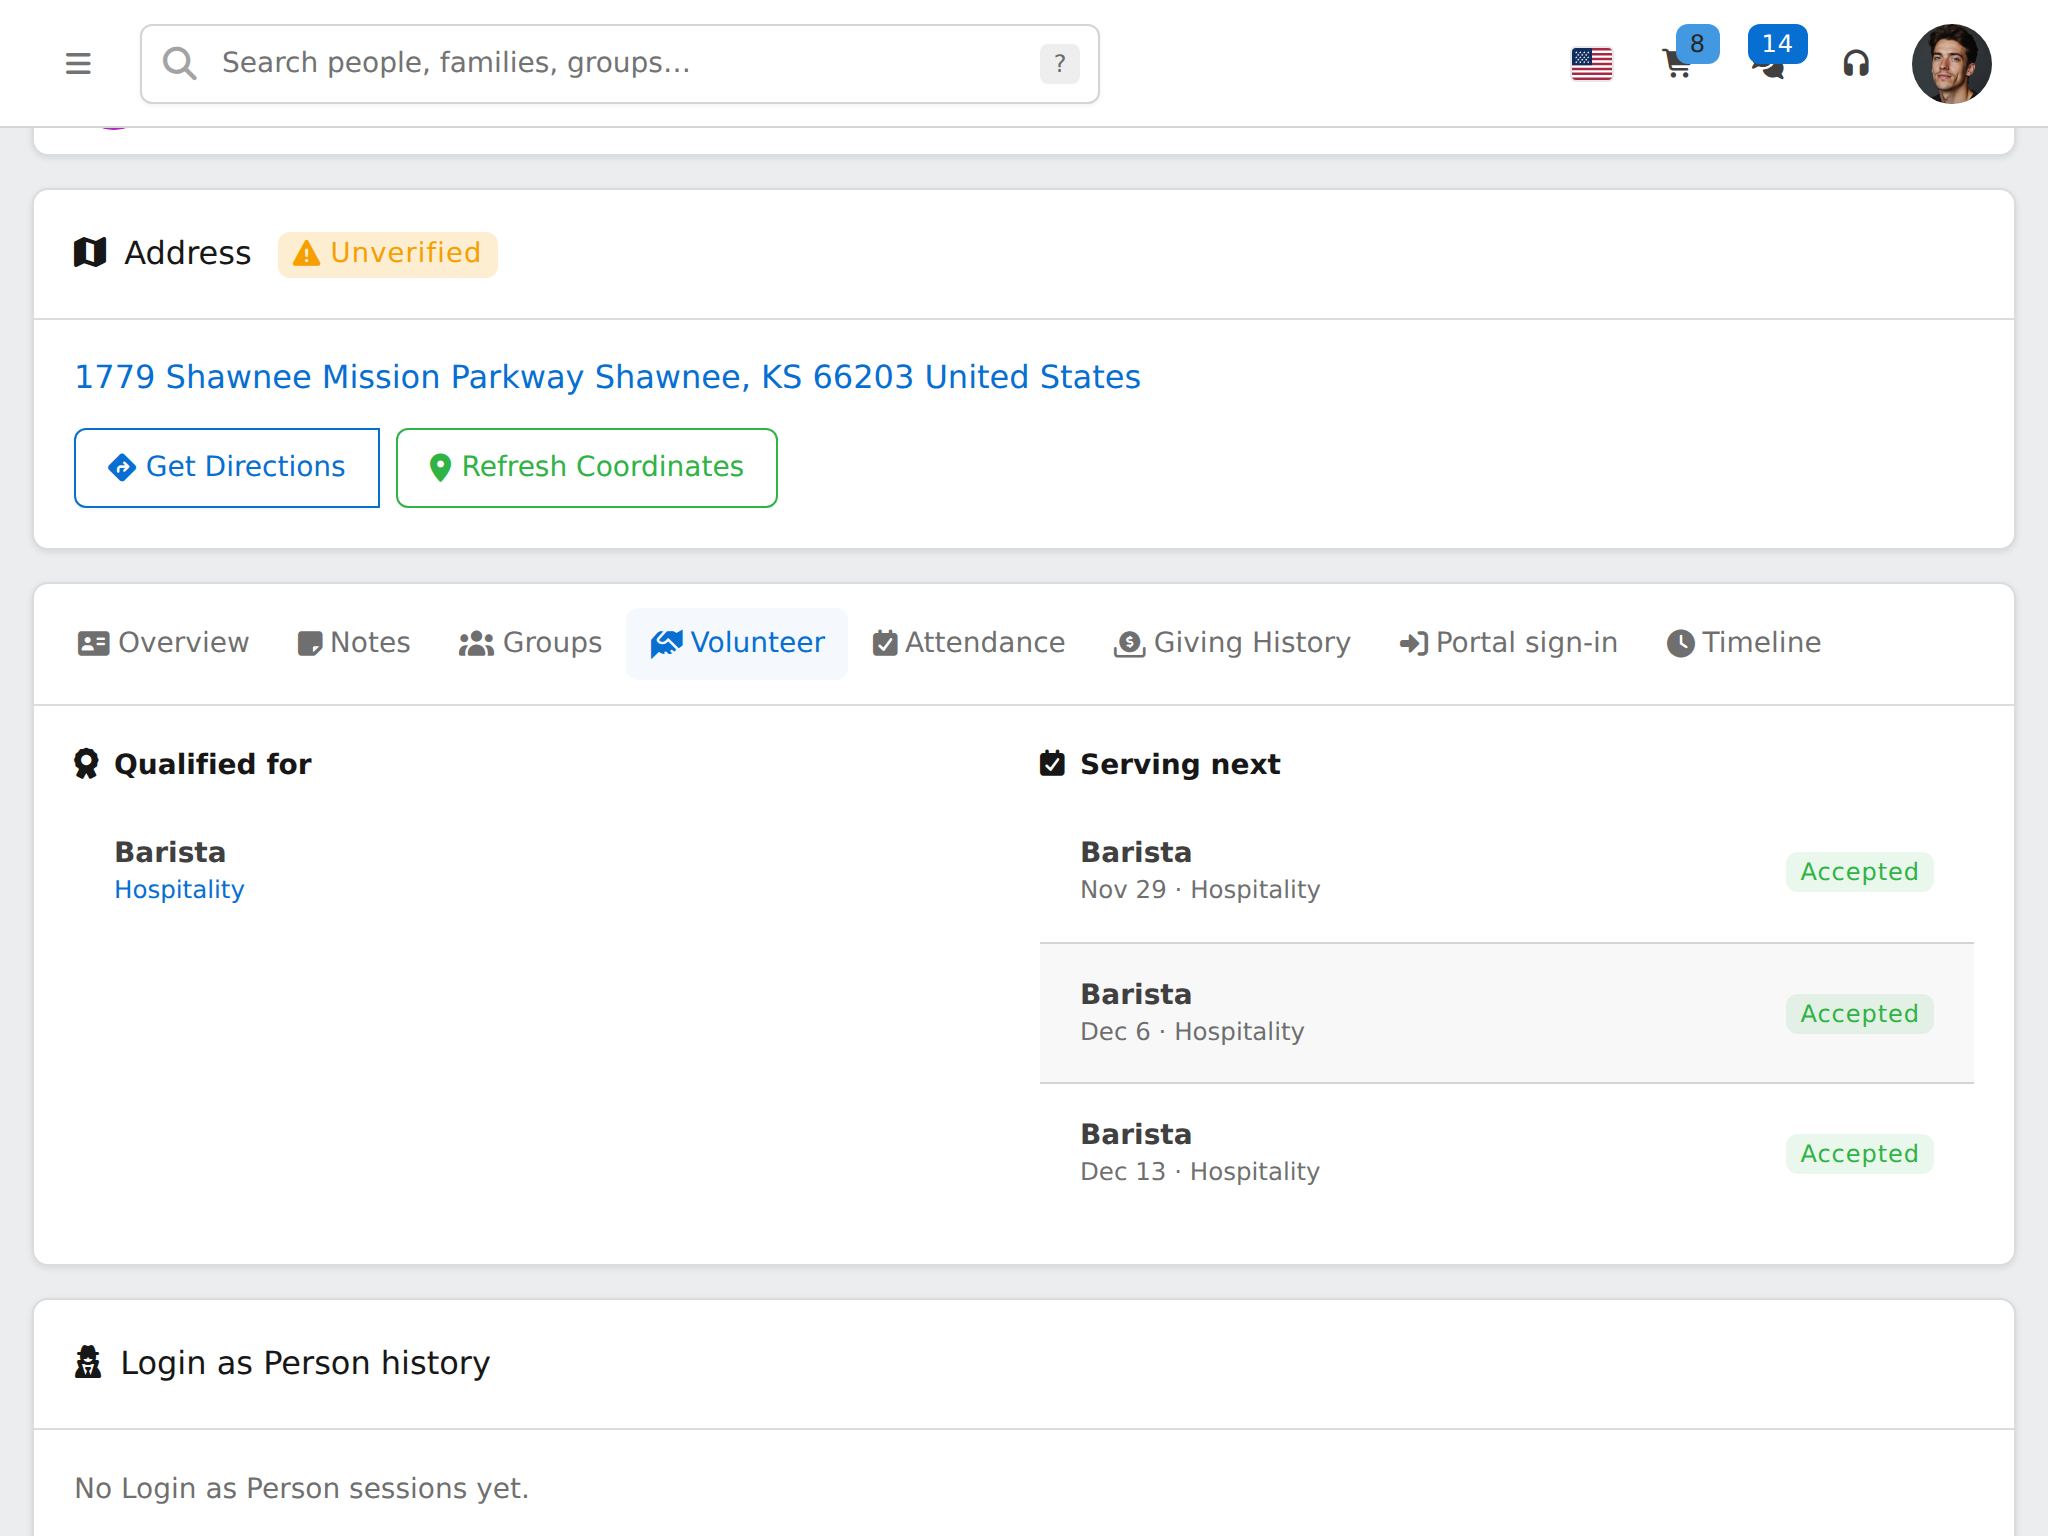 Search people, families, groups...
?
8
14
Address
Unverified
1779 Shawnee Mission Parkway Shawnee, KS 66203 United States
Get Directions
Refresh Coordinates
Overview
Notes
Groups
Volunteer
Attendance
Giving History
Portal sign-in
Timeline
Qualified for
Barista
Hospitality
Serving next
Barista
Nov 29 · Hospitality
Accepted
Barista
Dec 6 · Hospitality
Accepted
Barista
Dec 13 · Hospitality
Accepted
Login as Person history
No Login as Person sessions yet.